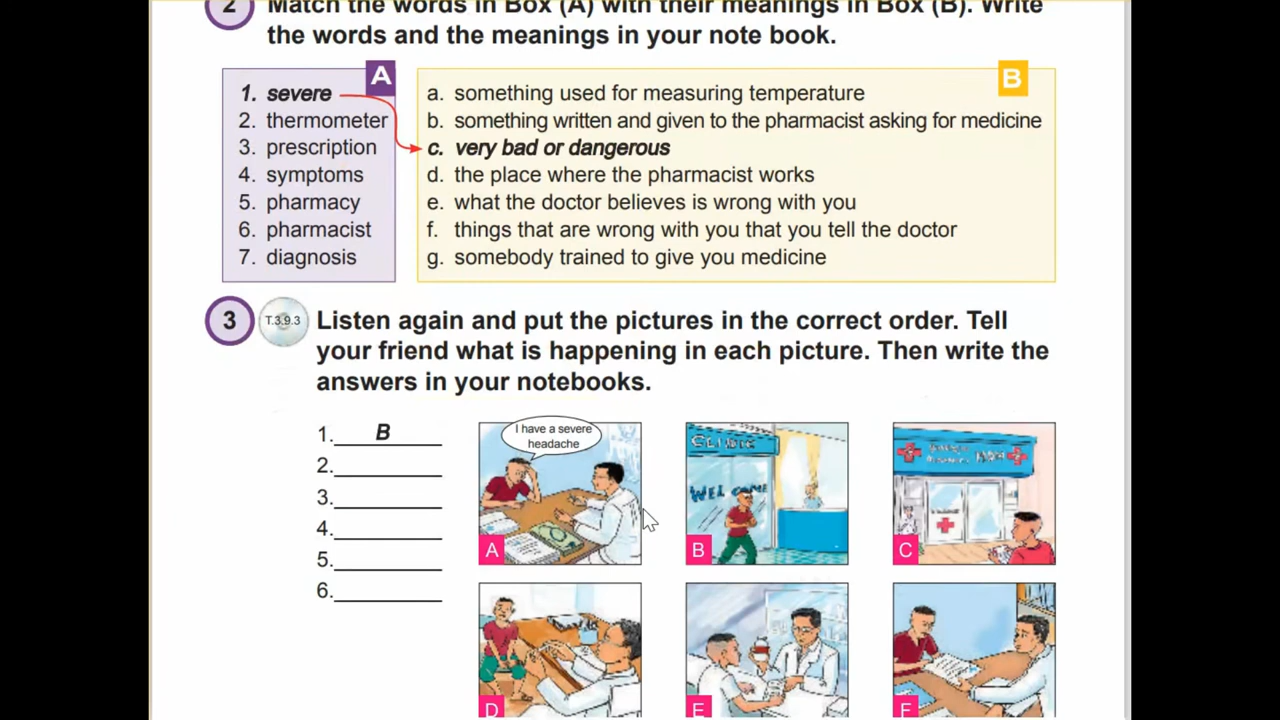 2 Match the words in Box (A) with their meanings in Box (B). Write
the words and the meanings in your note book.
A
1. severe
2. thermometer
3. prescription
4. symptoms
5. pharmacy
6. pharmacist
7. diagnosis
B
a. something used for measuring temperature
b. something written and given to the pharmacist asking for medicine
c. very bad or dangerous
d. the place where the pharmacist works
e. what the doctor believes is wrong with you
f. things that are wrong with you that you tell the doctor
g. somebody trained to give you medicine
3 T.3.9.3 Listen again and put the pictures in the correct order. Tell
your friend what is happening in each picture. Then write the
answers in your notebooks.
1. B
2.
3.
4.
5.
6.
I have a severe
headache
A
CLINIC
WELCOME
B
C
D
E
F